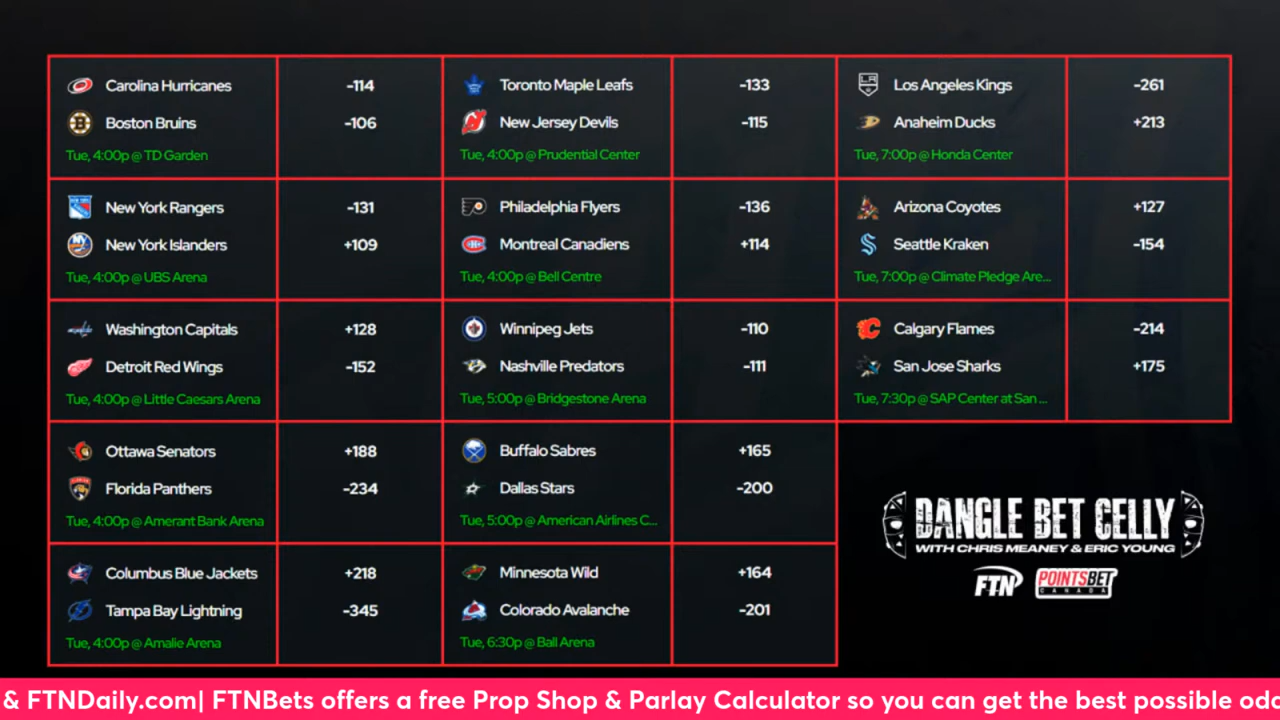 Carolina Hurricanes -114
Boston Bruins -106
Tue, 4:00p @ TD Garden
New York Rangers -131
New York Islanders +109
Tue, 4:00p @ UBS Arena
Washington Capitals +128
Detroit Red Wings -152
Tue, 4:00p @ Little Caesars Arena
Ottawa Senators +188
Florida Panthers -234
Tue, 4:00p @ Amerant Bank Arena
Columbus Blue Jackets +218
Tampa Bay Lightning -345
Tue, 4:00p @ Amalie Arena
Toronto Maple Leafs -133
New Jersey Devils -115
Tue, 4:00p @ Prudential Center
Philadelphia Flyers -136
Montreal Canadiens +114
Tue, 4:00p @ Bell Centre
Winnipeg Jets -110
Nashville Predators -111
Tue, 5:00p @ Bridgestone Arena
Buffalo Sabres +165
Dallas Stars -200
Tue, 5:00p @ American Airlines C...
Minnesota Wild +164
Colorado Avalanche -201
Tue, 6:30p @ Ball Arena
Los Angeles Kings -261
Anaheim Ducks +213
Tue, 7:00p @ Honda Center
Arizona Coyotes +127
Seattle Kraken -154
Tue, 7:00p @ Climate Pledge Are...
Calgary Flames -214
San Jose Sharks +175
Tue, 7:30p @ SAP Center at San ...
DANGLE BET CELLY
WITH CHRIS MEANEY & ERIC YOUNG
FTN POINTSBET
CANADA
& FTNDaily.com| FTNBets offers a free Prop Shop & Parlay Calculator so you can get the best possible odd